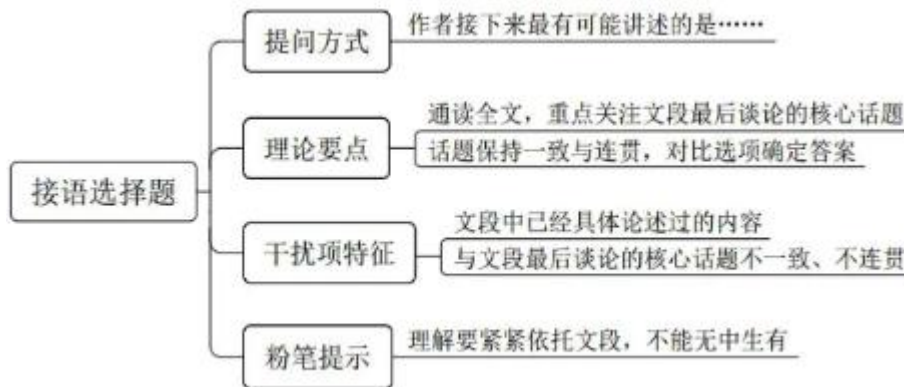 接语选择题
提问方式
作者接下来最有可能讲述的是……
理论要点
通读全文，重点关注文段最后谈论的核心话题
话题保持一致与连贯，对比选项确定答案
干扰项特征
文段中已经具体论述过的内容
与文段最后谈论的核心话题不一致、不连贯
粉笔提示
理解要紧紧依托文段，不能无中生有